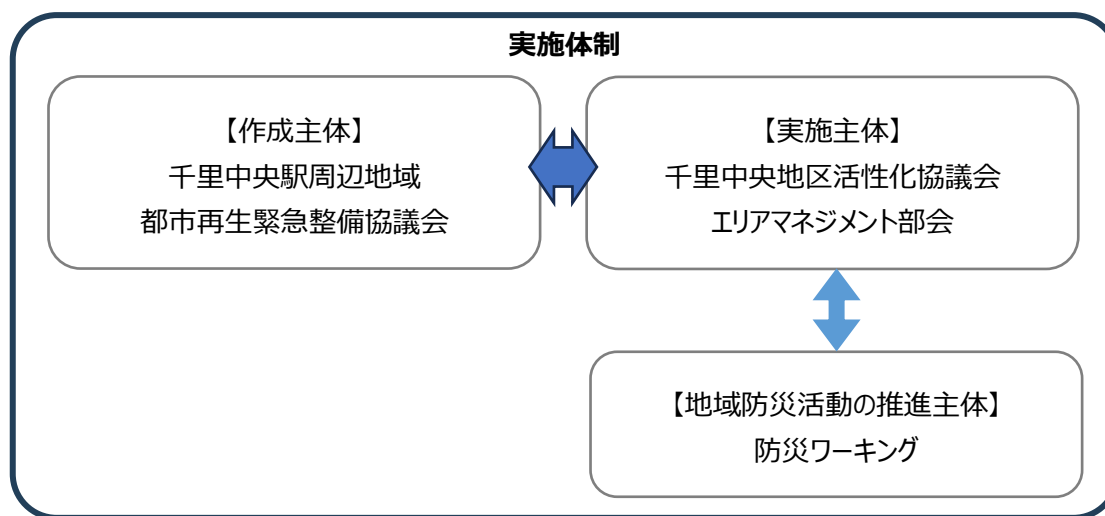 実施体制
【作成主体】
千里中央駅周辺地域
都市再生緊急整備協議会
【実施主体】
千里中央地区活性化協議会
エリアマネジメント部会
【地域防災活動の推進主体】
防災ワーキング